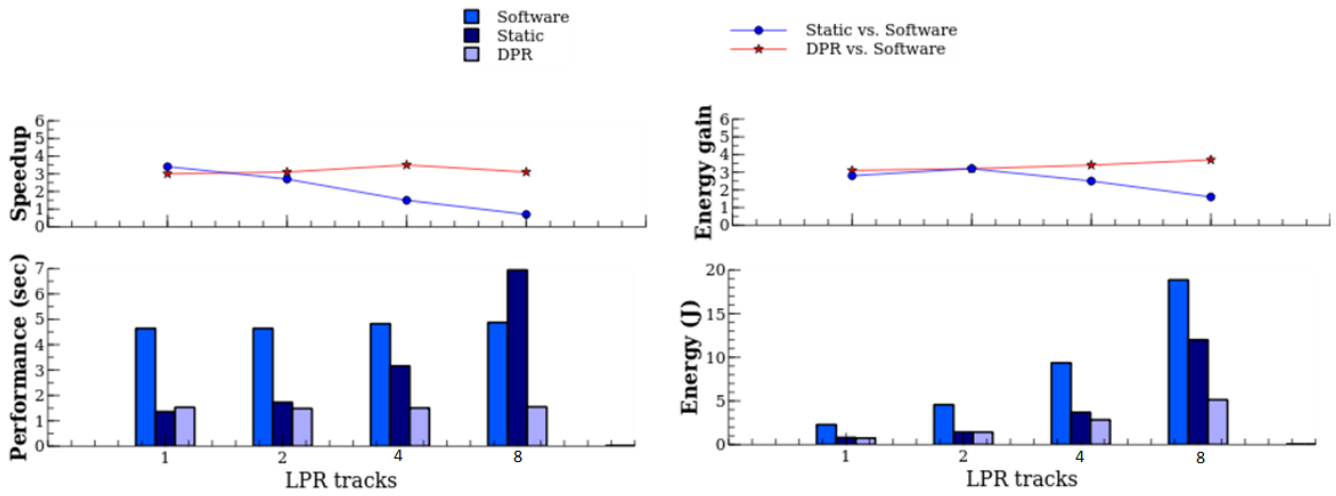 Software
Static
DPR
Static vs. Software
DPR vs. Software
Speedup
6
5
4
3
2
1
0
Energy gain
6
5
4
3
2
1
0
Performance (sec)
7
6
5
4
3
2
1
0
1 2 4 8
LPR tracks
Energy (J)
20
15
10
5
0
1 2 4 8
LPR tracks